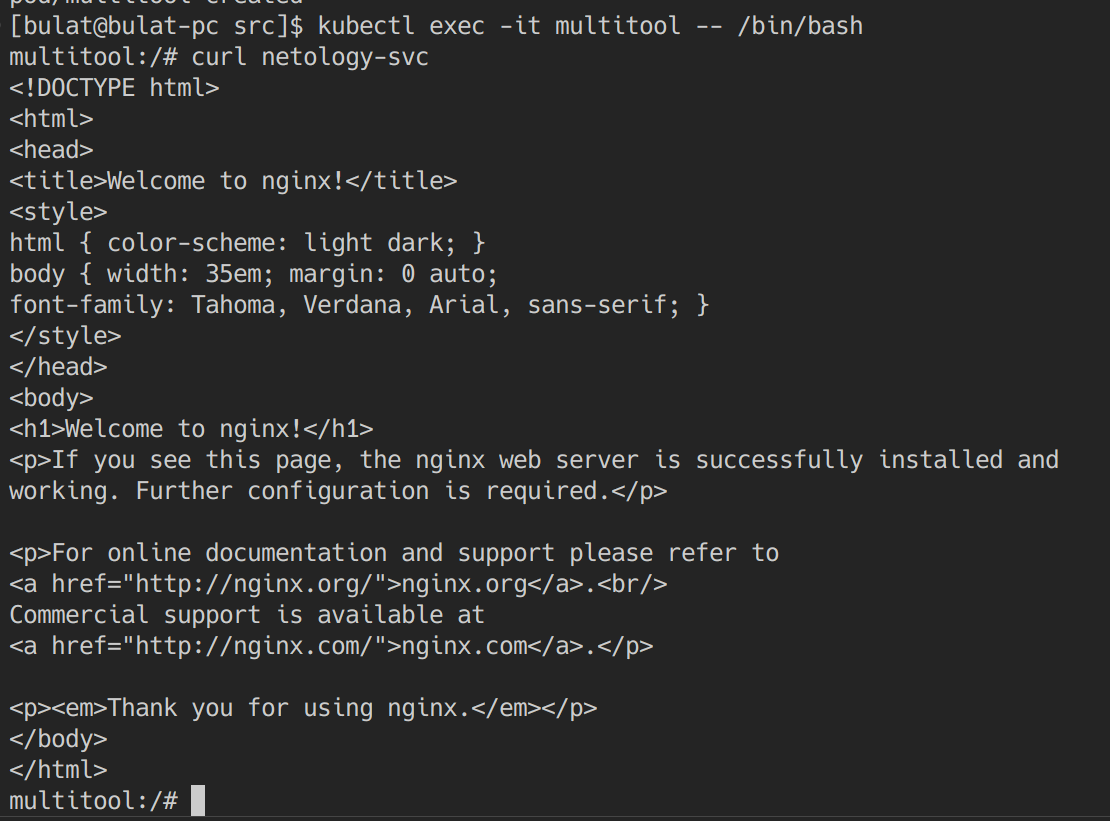 pod/multitool created
[bulat@bulat-pc src]$ kubectl exec -it multitool -- /bin/bash
multitool:/# curl netology-svc
<!DOCTYPE html>
<html>
<head>
<title>Welcome to nginx!</title>
<style>
html { color-scheme: light dark; }
body { width: 35em; margin: 0 auto;
font-family: Tahoma, Verdana, Arial, sans-serif; }
</style>
</head>
<body>
<h1>Welcome to nginx!</h1>
<p>If you see this page, the nginx web server is successfully installed and
working. Further configuration is required.</p>

<p>For online documentation and support please refer to
<a href="http://nginx.org/">nginx.org</a>.<br/>
Commercial support is available at
<a href="http://nginx.com/">nginx.com</a>.</p>

<p><em>Thank you for using nginx.</em></p>
</body>
</html>
multitool:/#